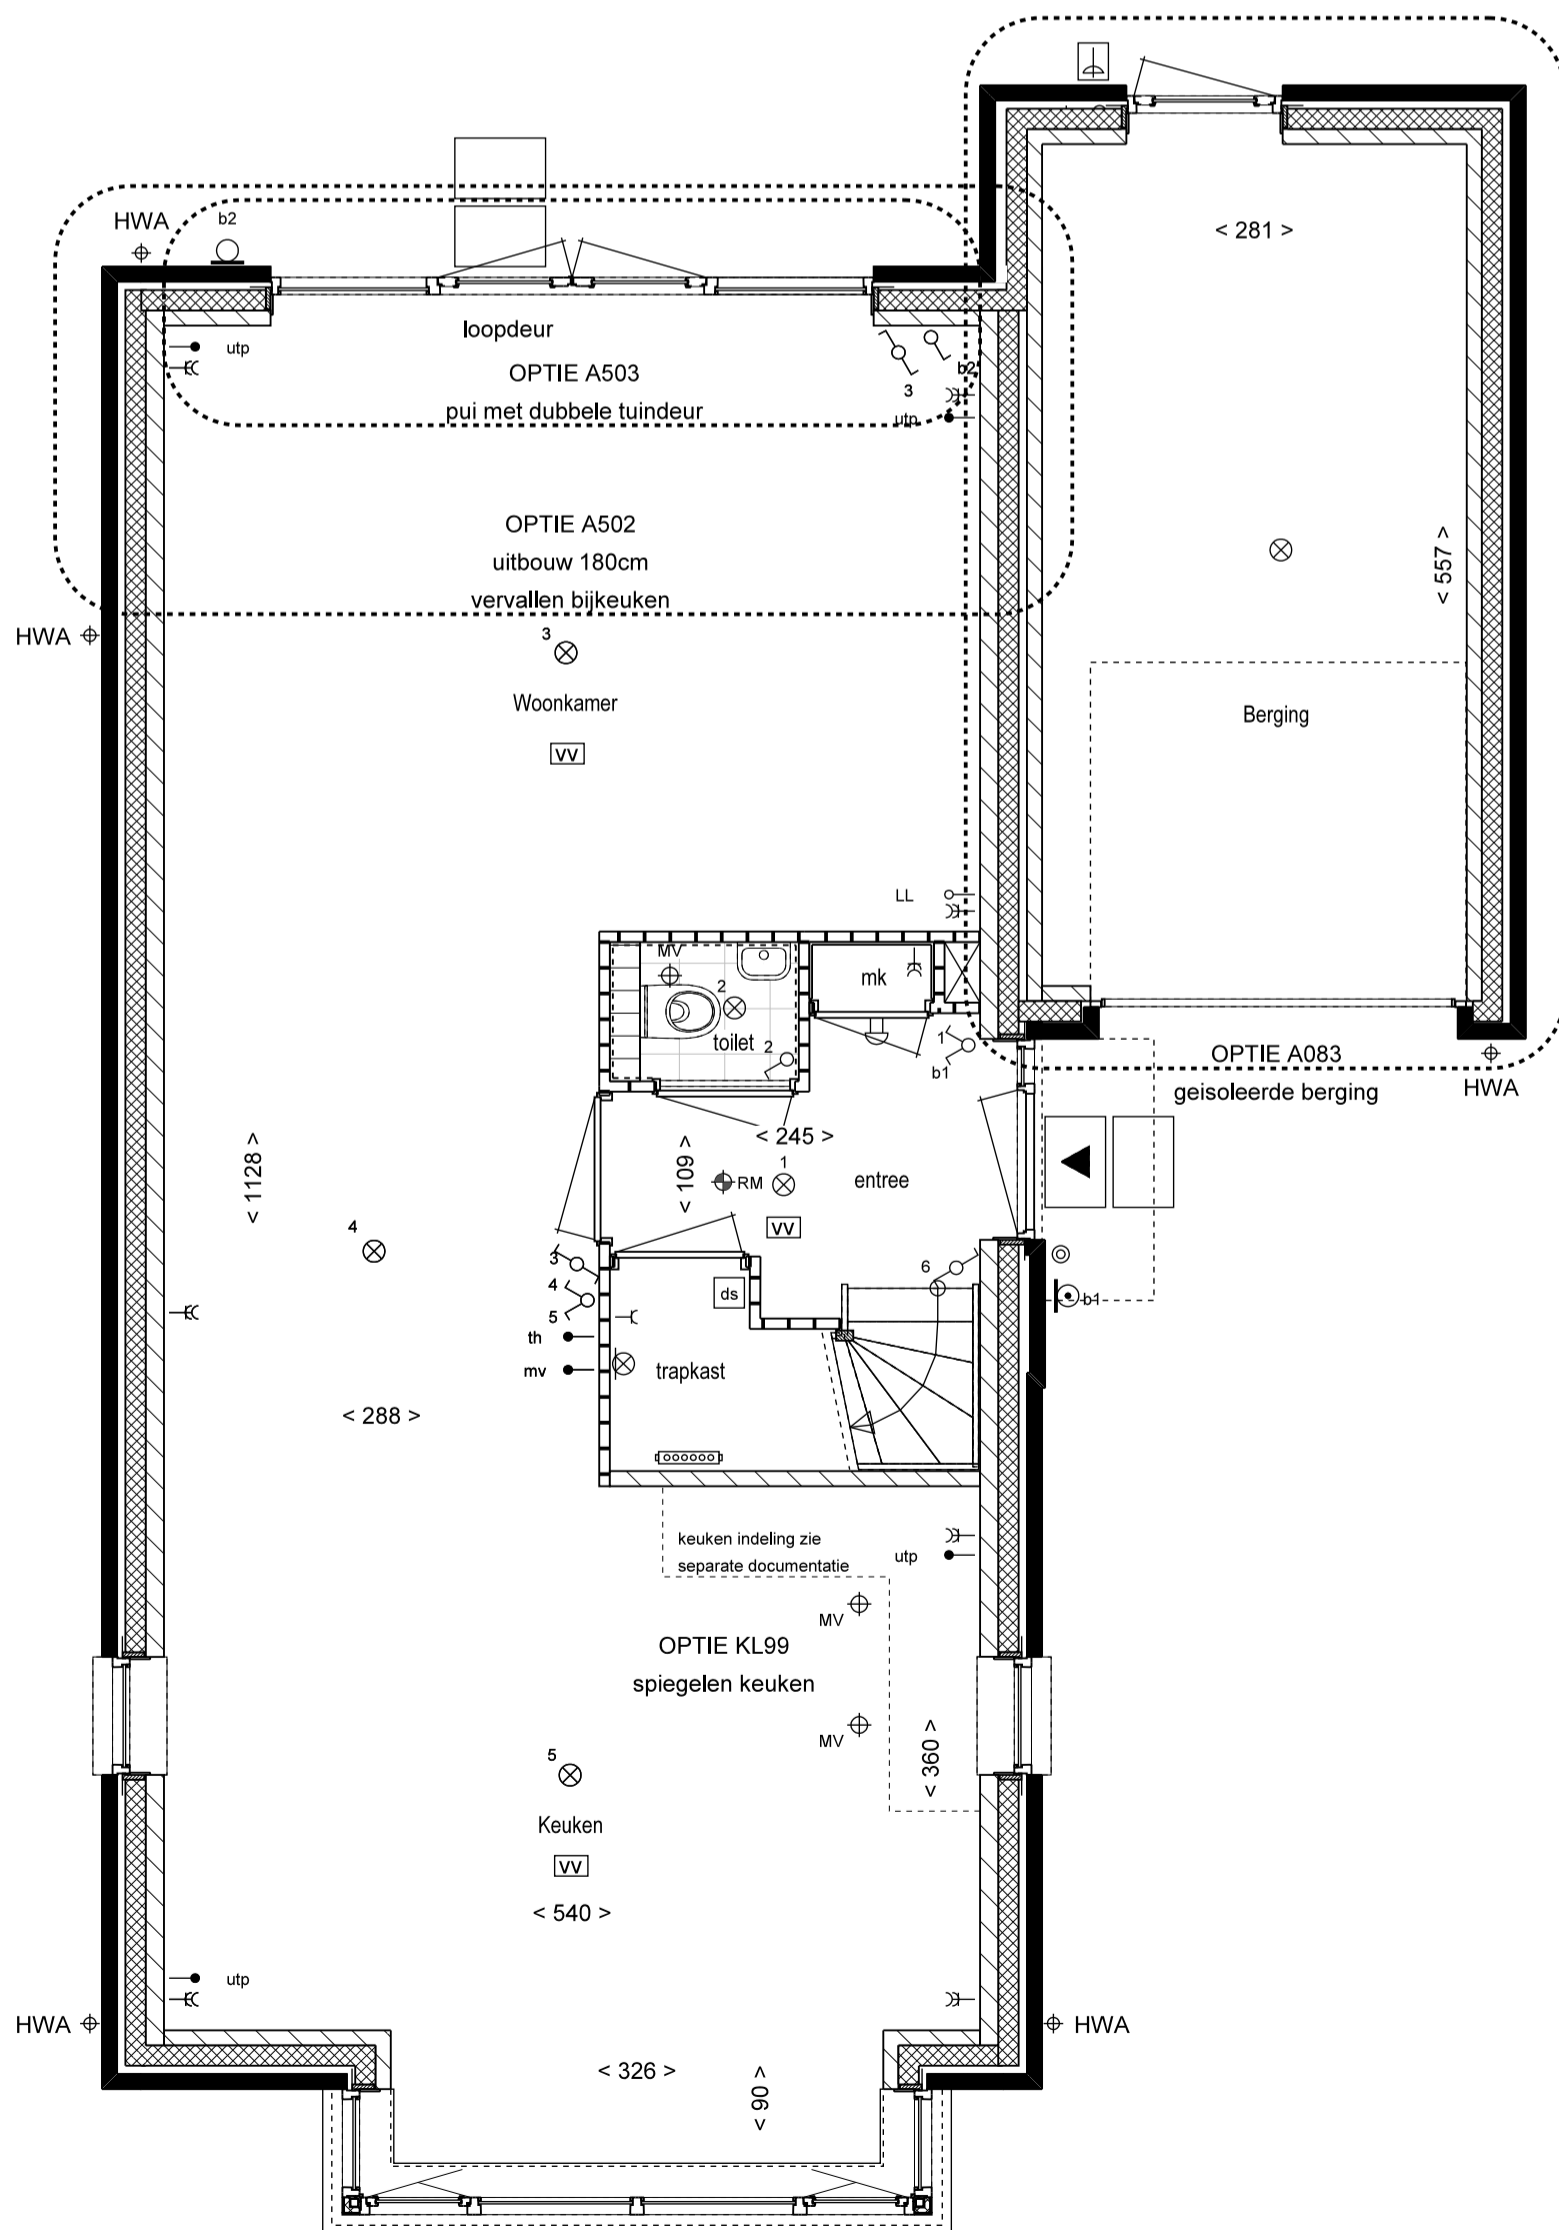 HWA
b2
< 281 >
loopdeur
utp
OPTIE A503
b2
3
pui met dubbele tuindeur
utp
OPTIE A502
uitbouw 180cm
vervallen bijkeuken
< 557 >
HWA
3
Woonkamer
VV
Berging
LL
MV
mk
2
toilet
2
1
b1
OPTIE A083
geisoleerde berging
HWA
< 1128 >
< 109 >
< 245 >
1
RM
entree
VV
4
3
4
5
6
ds
b1
th
mv
trapkast
< 288 >
keuken indeling zie
separate documentatie
utp
MV
OPTIE KL99
spiegelen keuken
MV
< 360 >
5
Keuken
VV
< 540 >
utp
HWA
HWA
< 326 >
< 90 >